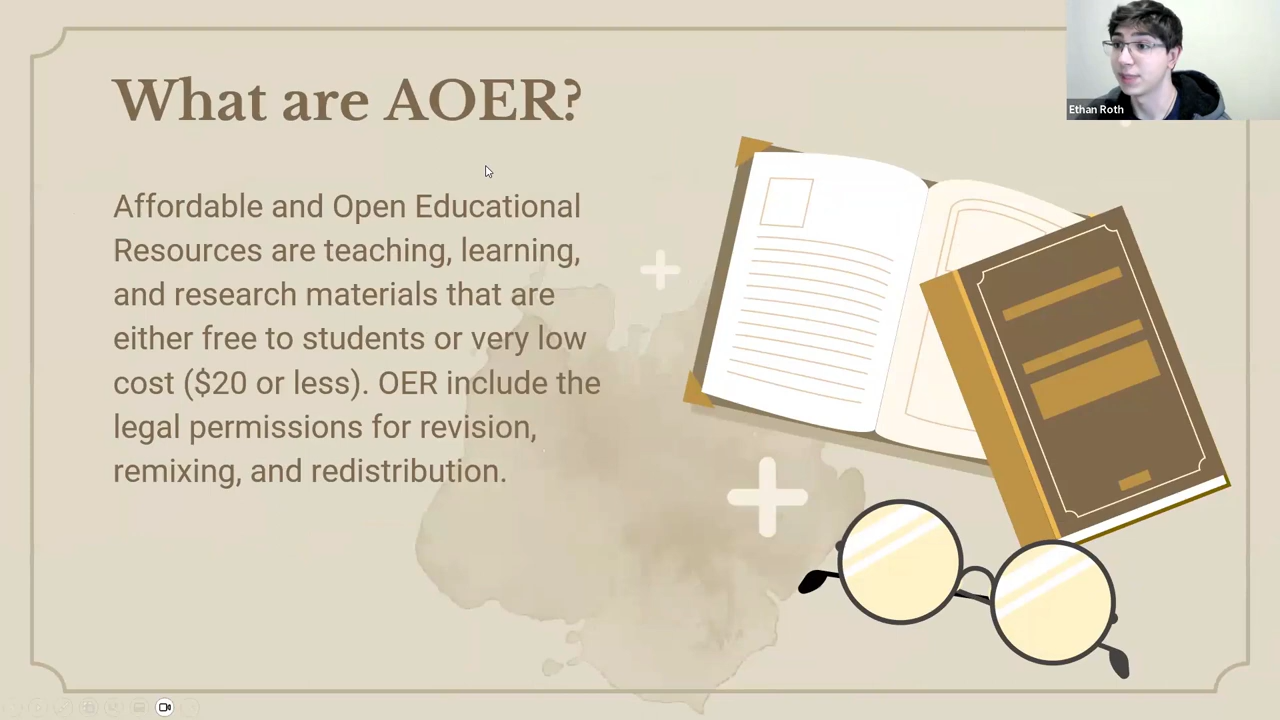 What are AOER?
Ethan Roth
Affordable and Open Educational
Resources are teaching, learning,
and research materials that are
either free to students or very low
cost ($20 or less). OER include the
legal permissions for revision,
remixing, and redistribution.